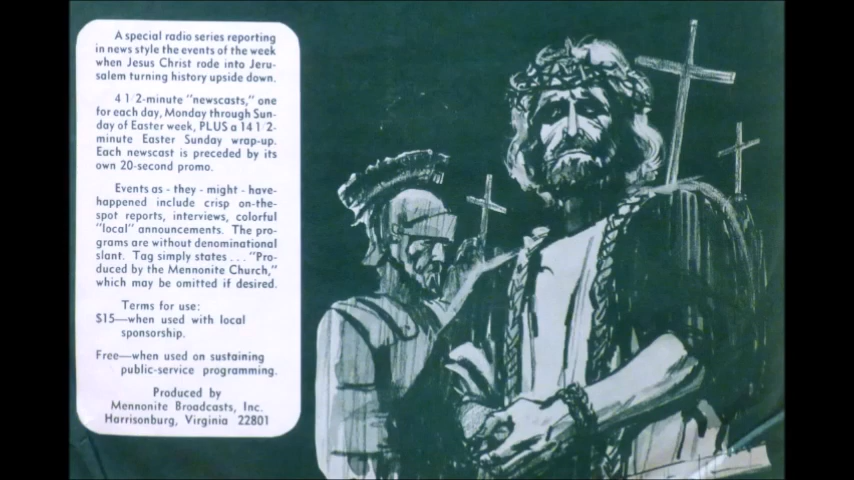 A special radio series reporting
in news style the events of the week
when Jesus Christ rode into Jeru-
salem turning history upside down.
4 1/2-minute "newscasts," one
for each day, Monday through Sun-
day of Easter week, PLUS a 14 1/2-
minute Easter Sunday wrap-up.
Each newscast is preceded by its
own 20-second promo.
Events as - they - might - have-
happened include crisp on-the-
spot reports, interviews, colorful
"local" announcements. The pro-
grams are without denominational
slant. Tag simply states . . . "Pro-
duced by the Mennonite Church,"
which may be omitted if desired.
Terms for use:
$15—when used with local
sponsorship.
Free—when used on sustaining
public-service programming.
Produced by
Mennonite Broadcasts, Inc.
Harrisonburg, Virginia 22801